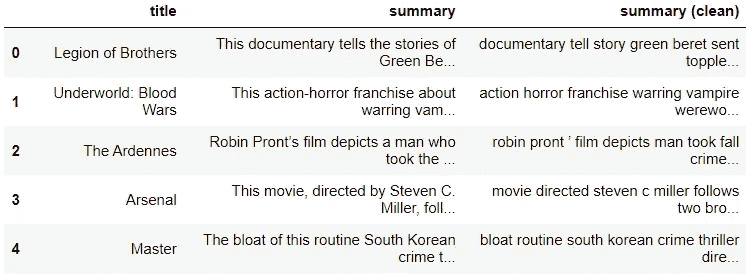 title summary summary (clean)
0 Legion of Brothers This documentary tells the stories of Green Be... documentary tell story green beret sent topple...
1 Underworld: Blood Wars This action-horror franchise about warring vam... action horror franchise warring vampire werewo...
2 The Ardennes Robin Pront’s film depicts a man who took the ... robin pront ’ film depicts man took fall crime...
3 Arsenal This movie, directed by Steven C. Miller, foll... movie directed steven c miller follows two bro...
4 Master The bloat of this routine South Korean crime t... bloat routine south korean crime thriller dire...